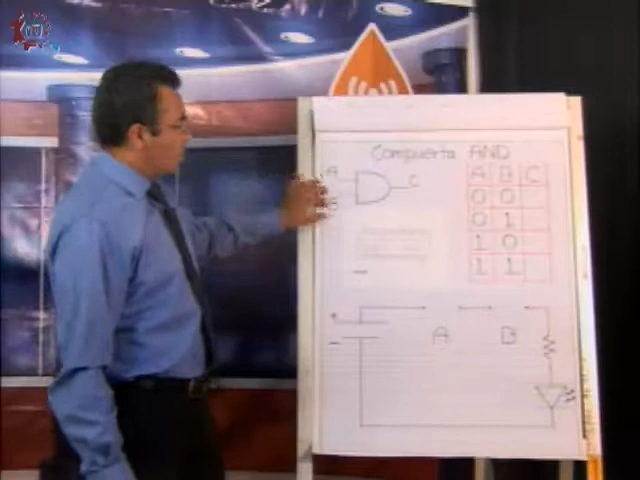 Compuerta AND
A
C
A B C
0 0
0 1
1 0
1 1
+
A B
-